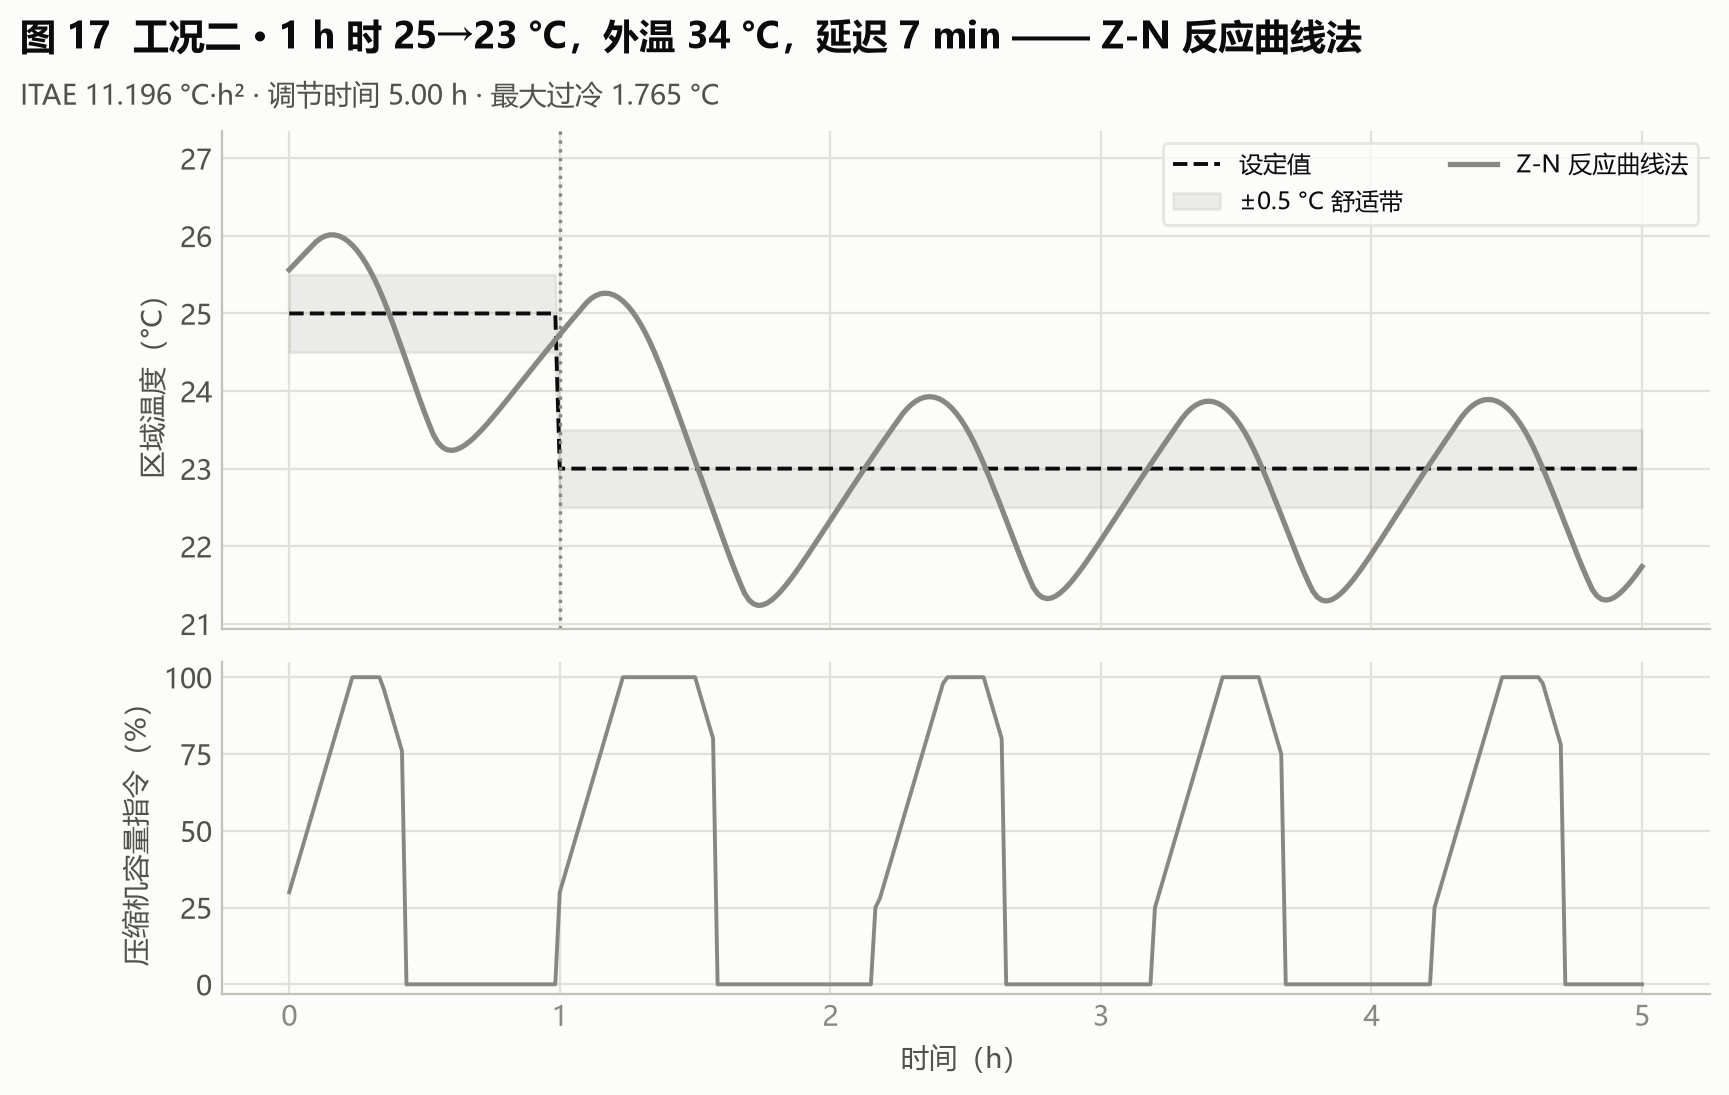 图 17 工况二 • 1 h 时 25→23 °C，外温 34 °C，延迟 7 min —— Z-N 反应曲线法
ITAE 11.196 °C·h² · 调节时间 5.00 h · 最大过冷 1.765 °C
设定值
Z-N 反应曲线法
±0.5 °C 舒适带
区域温度（°C）
27
26
25
24
23
22
21
压缩机容量指令（%）
100
75
50
25
0
0 1 2 3 4 5
时间（h）